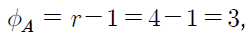 ϕ_A = r − 1 = 4 − 1 = 3,